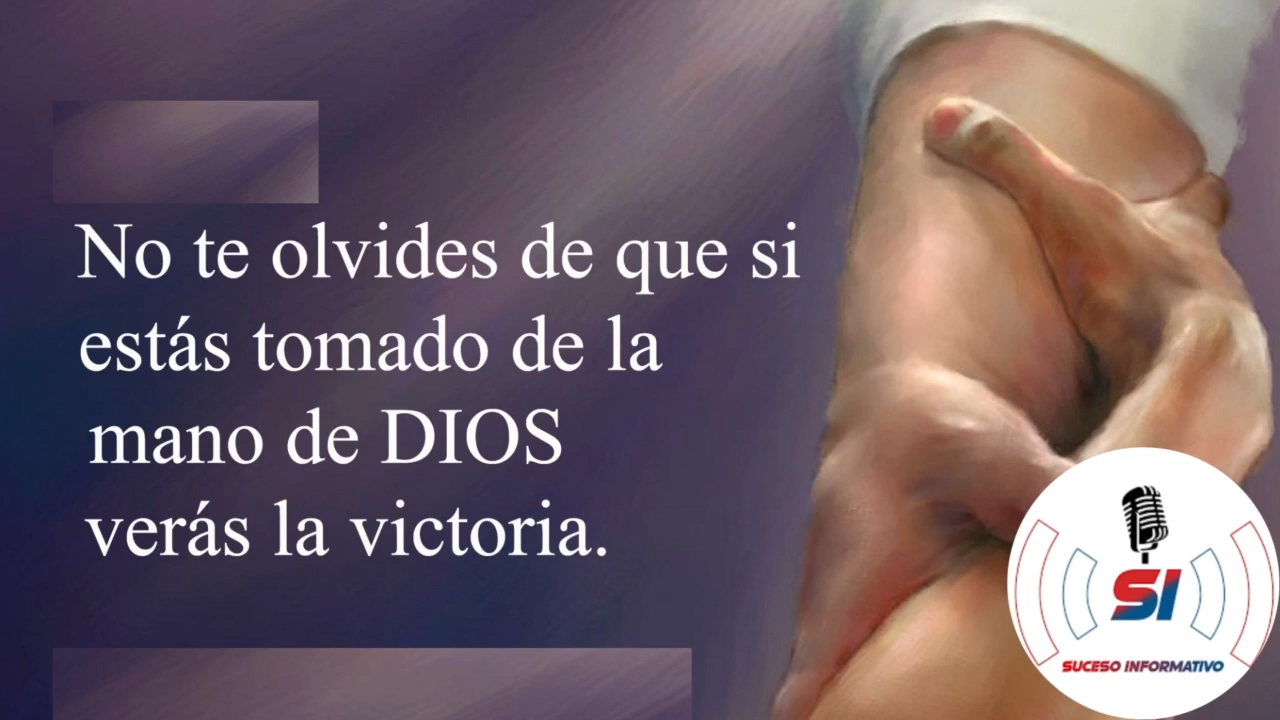 No te olvides de que si
estás tomado de la
mano de DIOS
verás la victoria.
SI
SUCESO INFORMATIVO